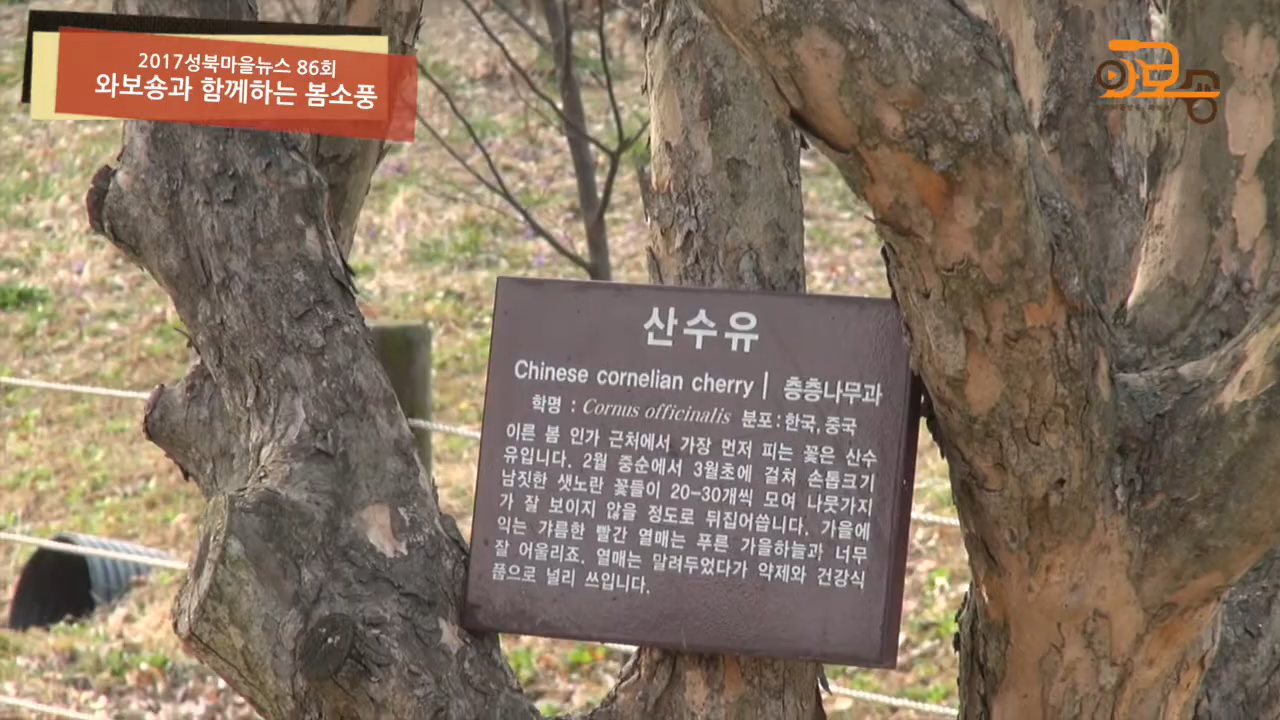 2017성북마을뉴스 86회
와보숑과 함께하는 봄소풍
와보숑
산수유
Chinese cornelian cherry | 층층나무과
학명 : Cornus officinalis 분포 : 한국, 중국
이른 봄 인가 근처에서 가장 먼저 피는 꽃은 산수
유입니다. 2월 중순에서 3월초에 걸쳐 손톱크기
남짓한 샛노란 꽃들이 20-30개씩 모여 나뭇가지
가 잘 보이지 않을 정도로 뒤집어씁니다. 가을에
익는 갸름한 빨간 열매는 푸른 가을하늘과 너무
잘 어울리죠. 열매는 말려두었다가 약제와 건강식
품으로 널리 쓰입니다.